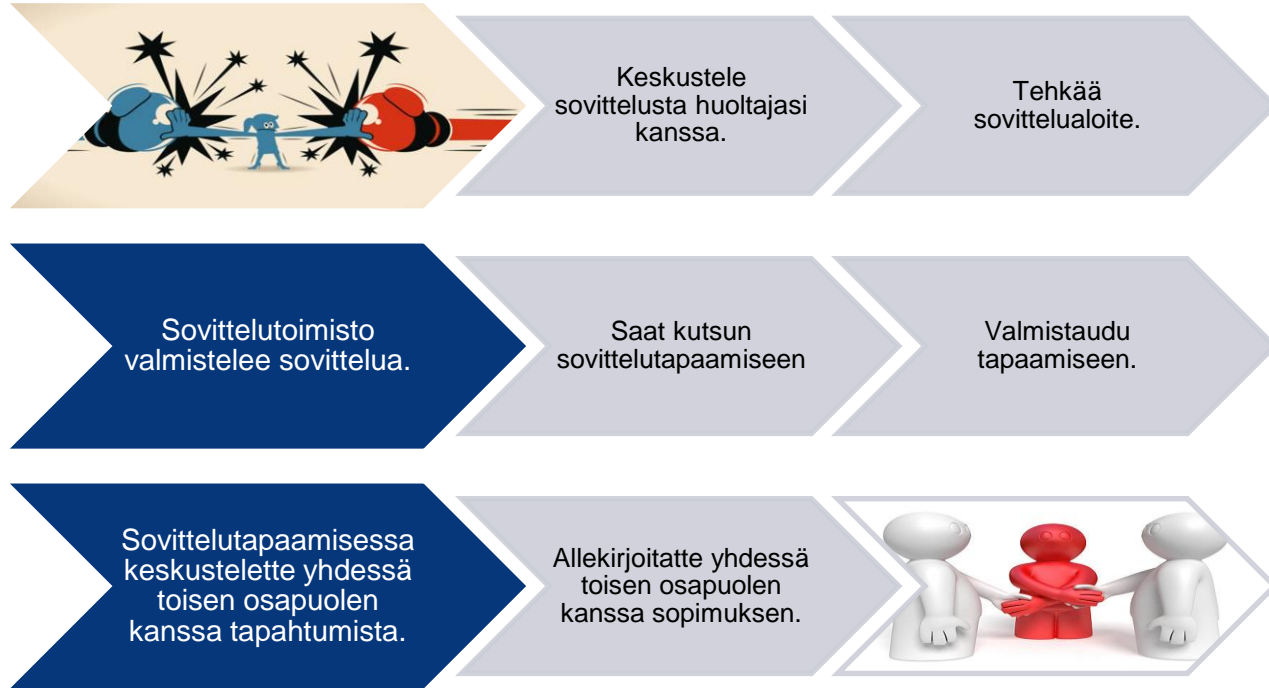 Keskustele
sovittelusta huoltajasi
kanssa.
Tehkää
sovittelualoite.
Sovittelutoimisto
valmistelee sovittelua.
Saat kutsun
sovittelutapaamiseen
Valmistaudu
tapaamiseen.
Sovittelutapaamisessa
keskustelette yhdessä
toisen osapuolen
kanssa tapahtumista.
Allekirjoitatte yhdessä
toisen osapuolen
kanssa sopimuksen.